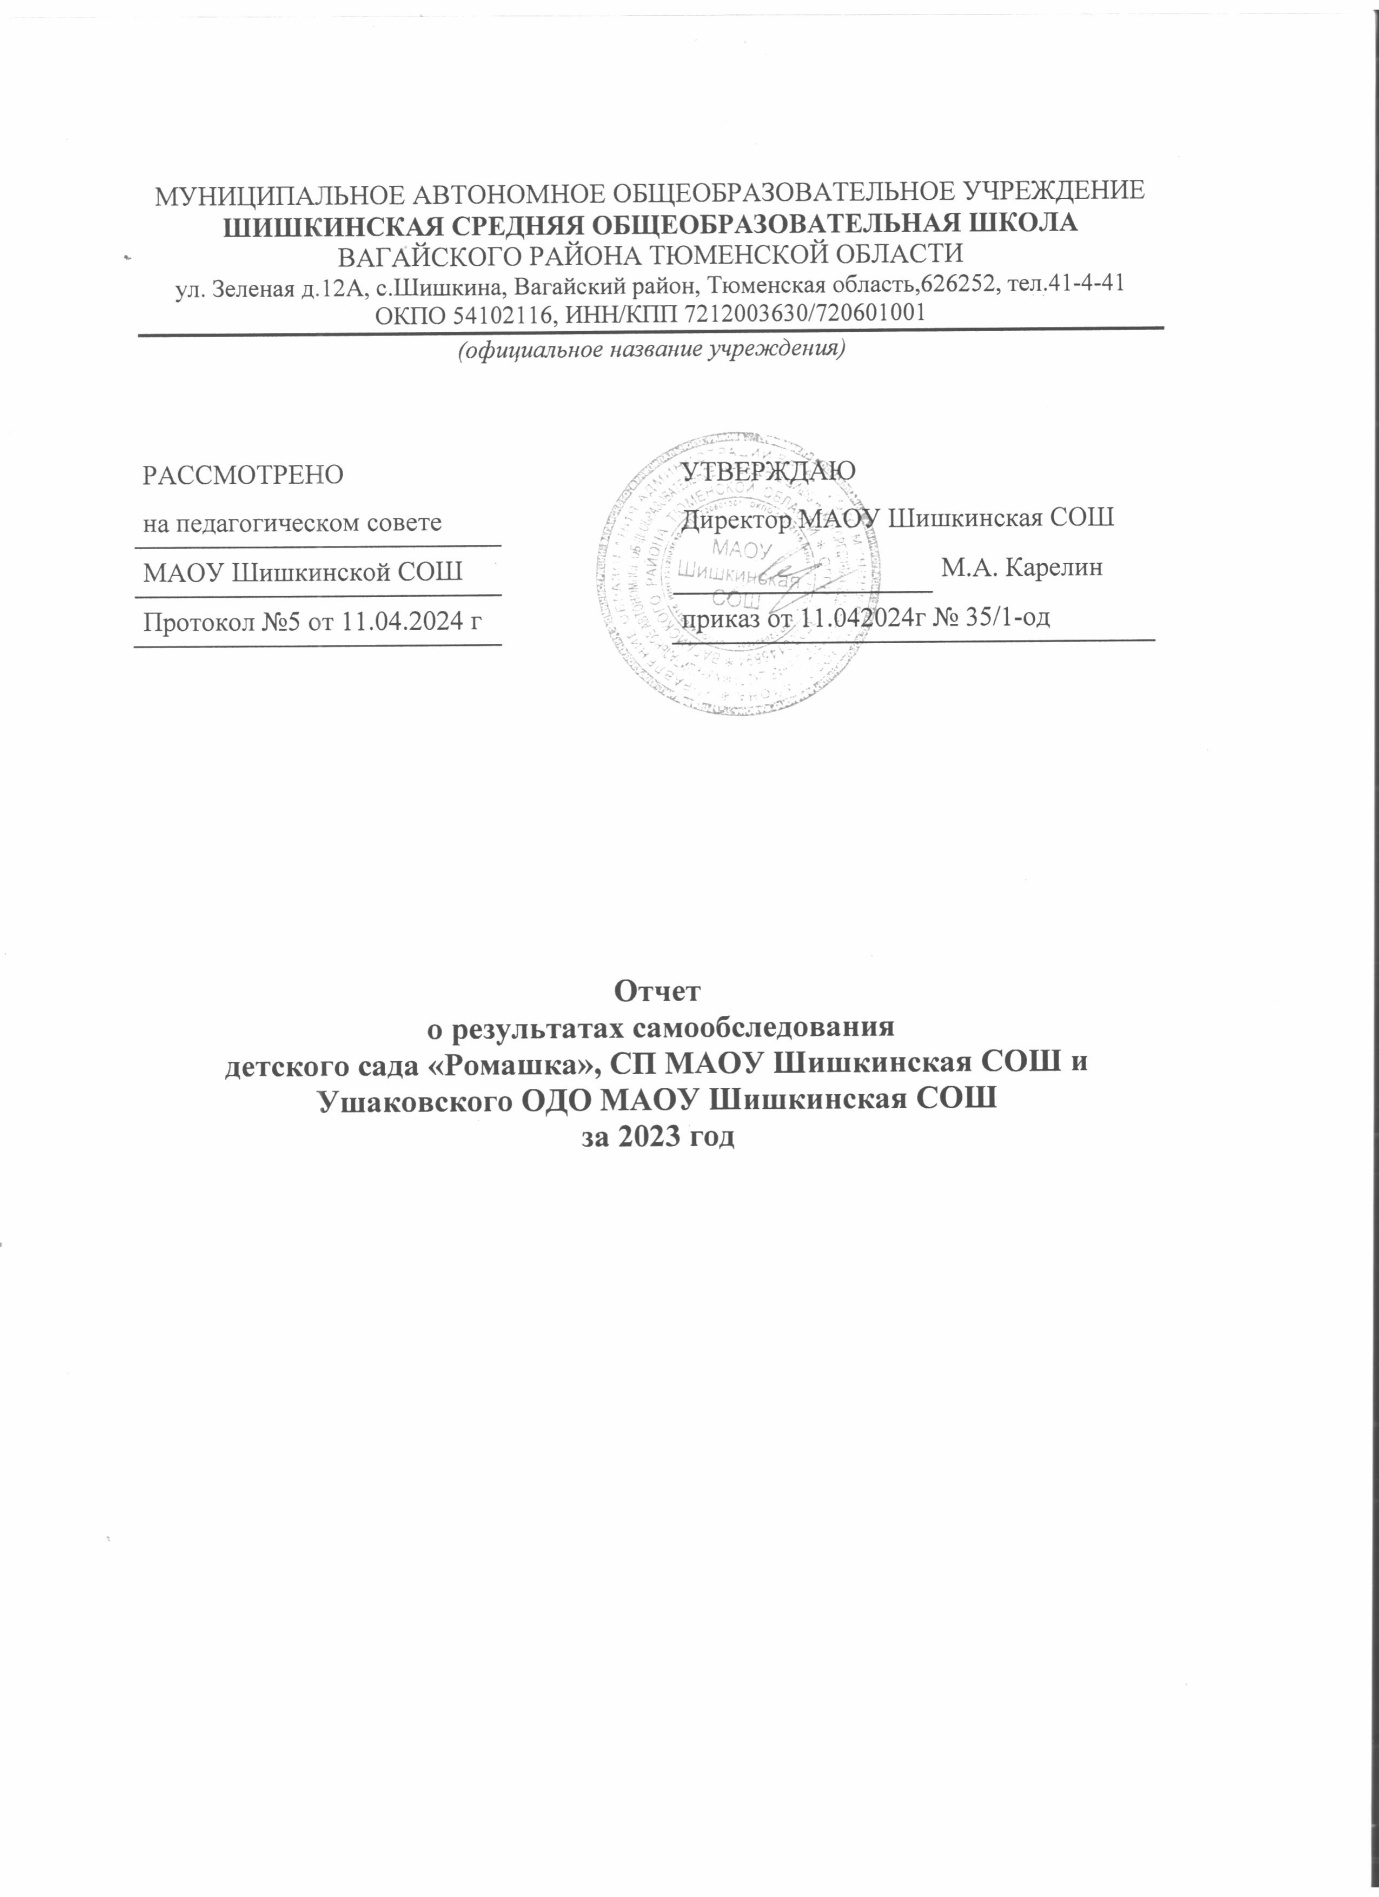 МУНИЦИПАЛЬНОЕ АВТОНОМНОЕ ОБЩЕОБРАЗОВАТЕЛЬНОЕ УЧРЕЖДЕНИЕ
ШИШКИНСКАЯ СРЕДНЯЯ ОБЩЕОБРАЗОВАТЕЛЬНАЯ ШКОЛА
ВАГАЙСКОГО РАЙОНА ТЮМЕНСКОЙ ОБЛАСТИ
ул. Зеленая д.12А, с.Шишкина, Вагайский район, Тюменская область,626252, тел.41-4-41
ОКПО 54102116, ИНН/КПП 7212003630/720601001
(официальное название учреждения)
РАССМОТРЕНО
на педагогическом совете
МАОУ Шишкинской СОШ
Протокол №5 от 11.04.2024 г
УТВЕРЖДАЮ
Директор МАОУ Шишкинская СОШ
М.А. Карелин
приказ от 11.042024г № 35/1-од
МАОУ
Шишкинская
СОШ
Отчет
о результатах самообследования
детского сада «Ромашка», СП МАОУ Шишкинская СОШ и
Ушаковского ОДО МАОУ Шишкинская СОШ
за 2023 год